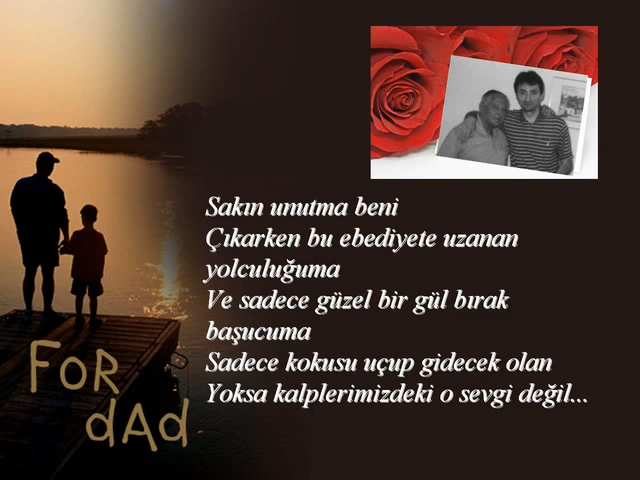 Sakın unutma beni
Çıkarken bu ebediyete uzanan
yolculuğuma
Ve sadece güzel bir gül bırak
başucuma
Sadece kokusu uçup gidecek olan
Yoksa kalplerimizdeki o sevgi değil...
FoR
dAd